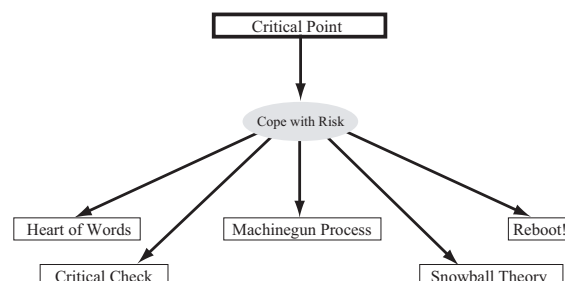 Critical Point
Cope with Risk
Heart of Words
Machinegun Process
Reboot!
Critical Check
Snowball Theory